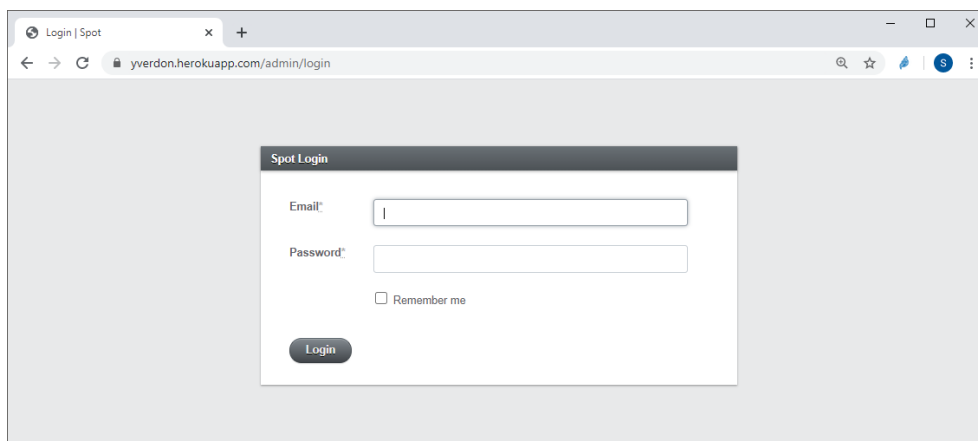 Login | Spot
yverdon.herokuapp.com/admin/login
S
Spot Login
Email*
Password*
Remember me
Login